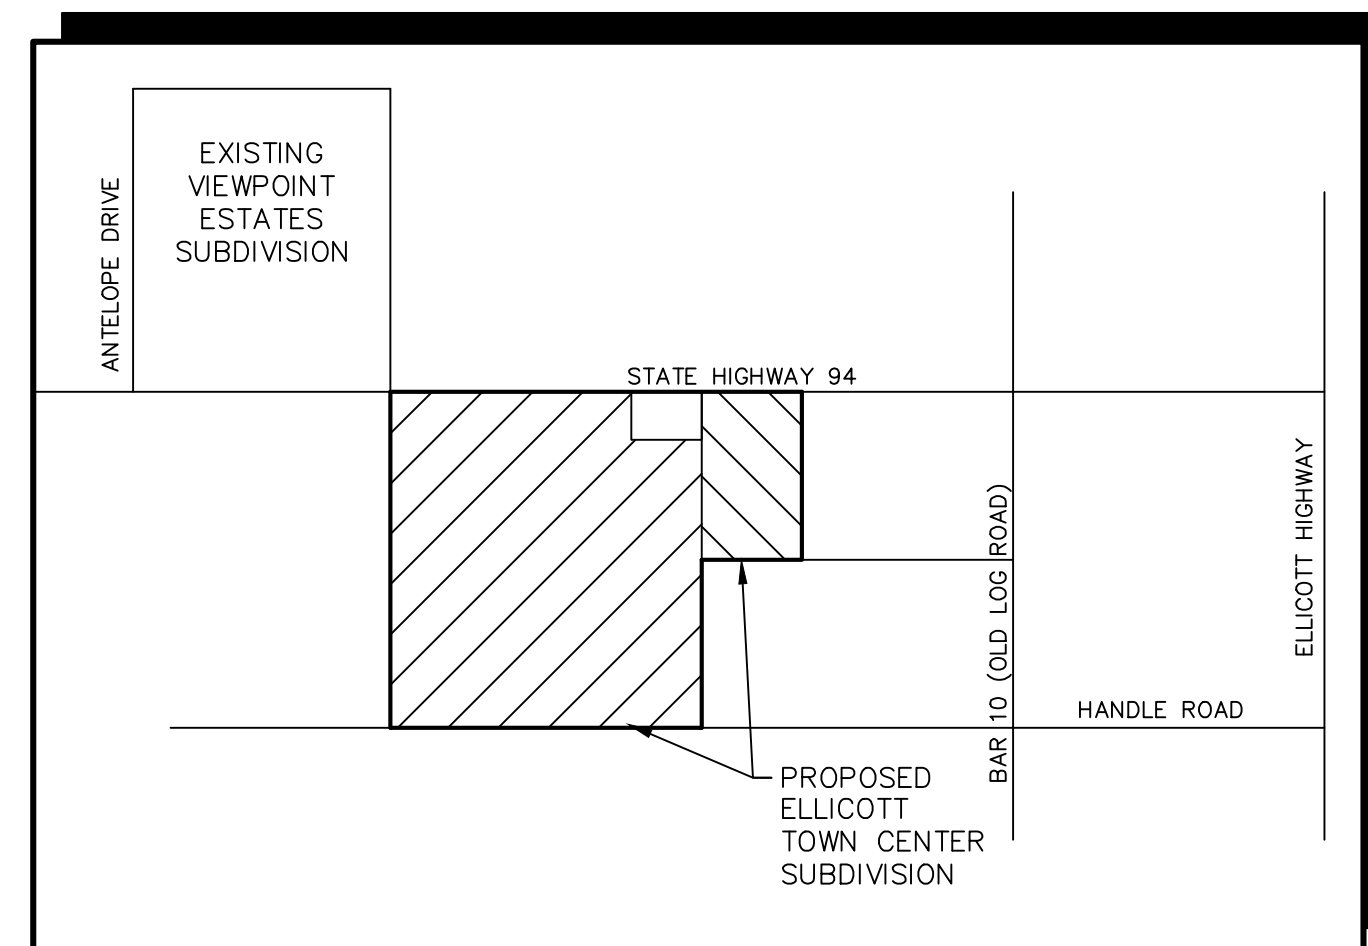 EXISTING
VIEWPOINT
ESTATES
SUBDIVISION
ANTELOPE DRIVE
STATE HIGHWAY 94
BAR 10 (OLD LOG ROAD)
ELLICOTT HIGHWAY
HANDLE ROAD
PROPOSED
ELLICOTT
TOWN CENTER
SUBDIVISION